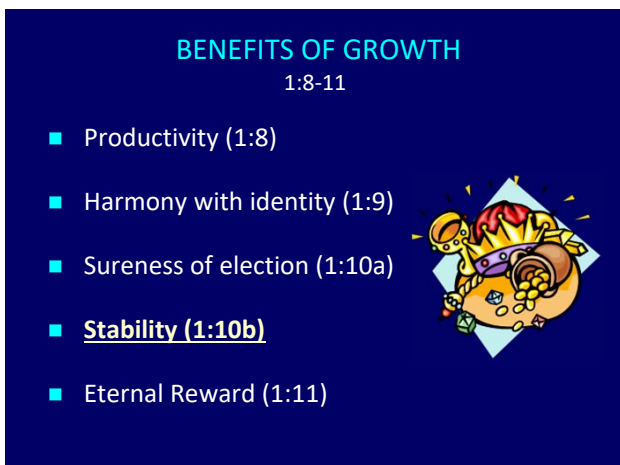 BENEFITS OF GROWTH
1:8-11
Productivity (1:8)
Harmony with identity (1:9)
Sureness of election (1:10a)
Stability (1:10b)
Eternal Reward (1:11)